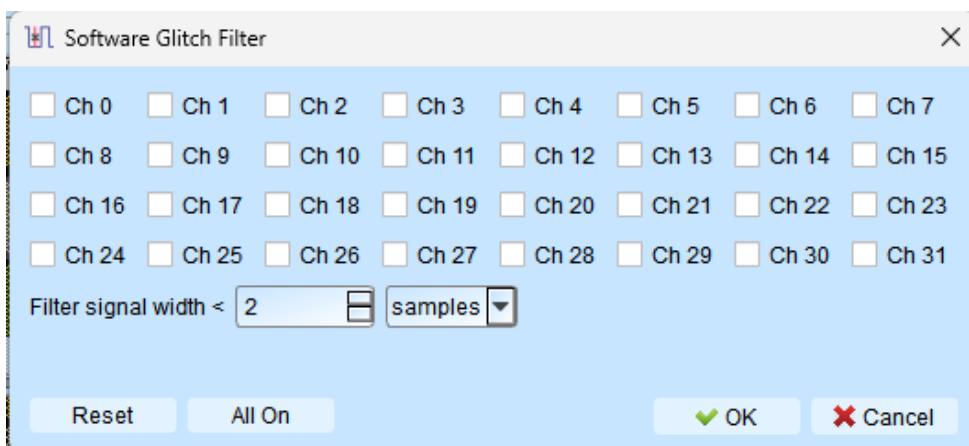 Software Glitch Filter
Ch 0 Ch 1 Ch 2 Ch 3 Ch 4 Ch 5 Ch 6 Ch 7
Ch 8 Ch 9 Ch 10 Ch 11 Ch 12 Ch 13 Ch 14 Ch 15
Ch 16 Ch 17 Ch 18 Ch 19 Ch 20 Ch 21 Ch 22 Ch 23
Ch 24 Ch 25 Ch 26 Ch 27 Ch 28 Ch 29 Ch 30 Ch 31
Filter signal width < 2 samples
Reset All On OK Cancel